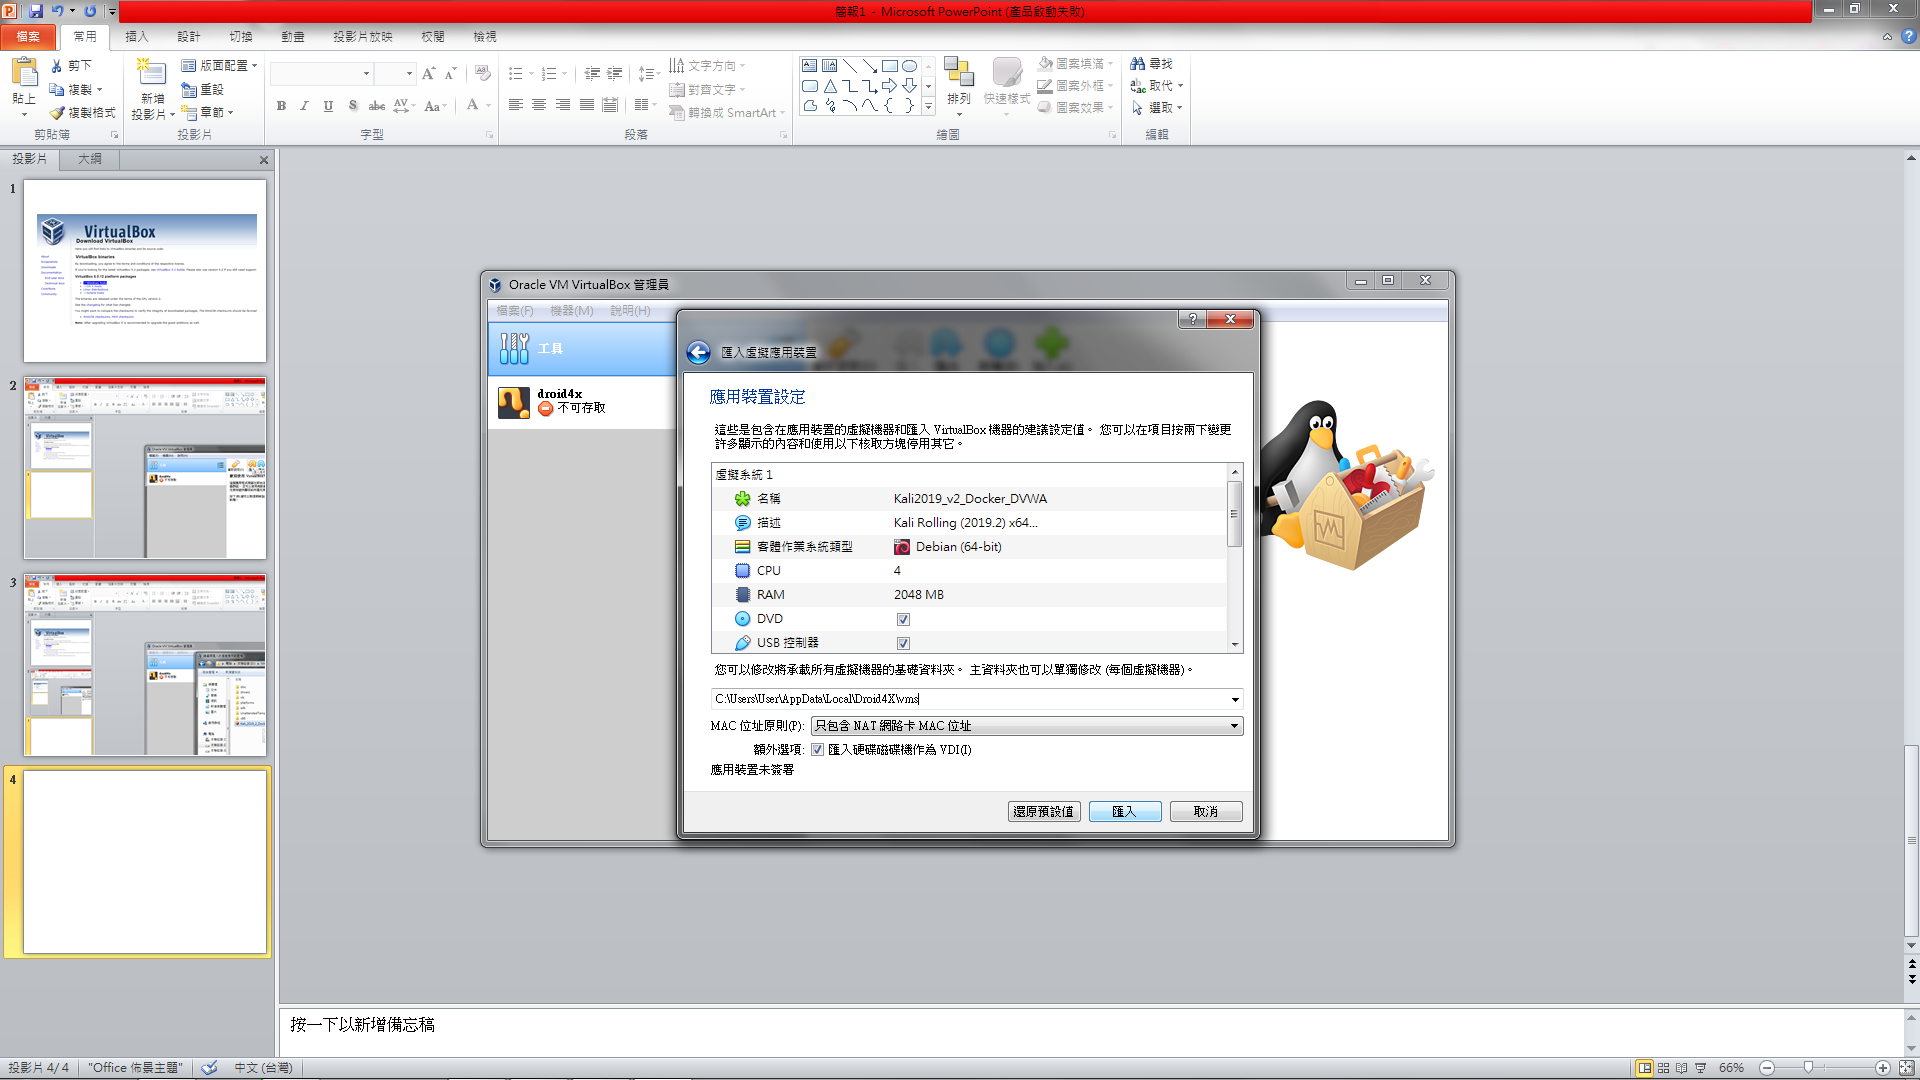 簡報1 - Microsoft PowerPoint (產品啟動失敗)
檔案 常用 插入 設計 切換 動畫 投影片放映 校閱 檢視
貼上 剪下 複製 複製格式 剪貼簿
新增投影片 版面配置 重設 章節 投影片
字型
文字方向 對齊文字 轉換成 SmartArt 段落
排列 快速樣式 圖案填滿 圖案外框 圖案效果 繪圖
尋找 取代 選取 編輯
投影片 大綱
1
VirtualBox
Download VirtualBox
VirtualBox binaries
2
3
4
Oracle VM VirtualBox 管理員
檔案(F) 機器(M) 說明(H)
工具
droid4x
不可存取
匯入虛擬應用裝置
應用裝置設定
這些是包含在應用裝置的虛擬機器和匯入 VirtualBox 機器的建議設定值。 您可以在項目按兩下變更
許多顯示的內容和使用以下核取方塊停用其它。
虛擬系統 1
名稱 Kali2019_v2_Docker_DVWA
描述 Kali Rolling (2019.2) x64...
客體作業系統類型 Debian (64-bit)
CPU 4
RAM 2048 MB
DVD
USB 控制器
您可以修改將承載所有虛擬機器的基礎資料夾。 主資料夾也可以單獨修改 (每個虛擬機器)。
C:\Users\User\AppData\Local\Droid4X\vms
MAC 位址原則(P): 只包含 NAT 網路卡 MAC 位址
額外選項: 匯入硬碟磁碟機作為 VDI(I)
應用裝置未簽署
還原預設值 匯入 取消
按一下以新增備忘稿
投影片 4/4 "Office 佈景主題" 中文 (台灣) 66%